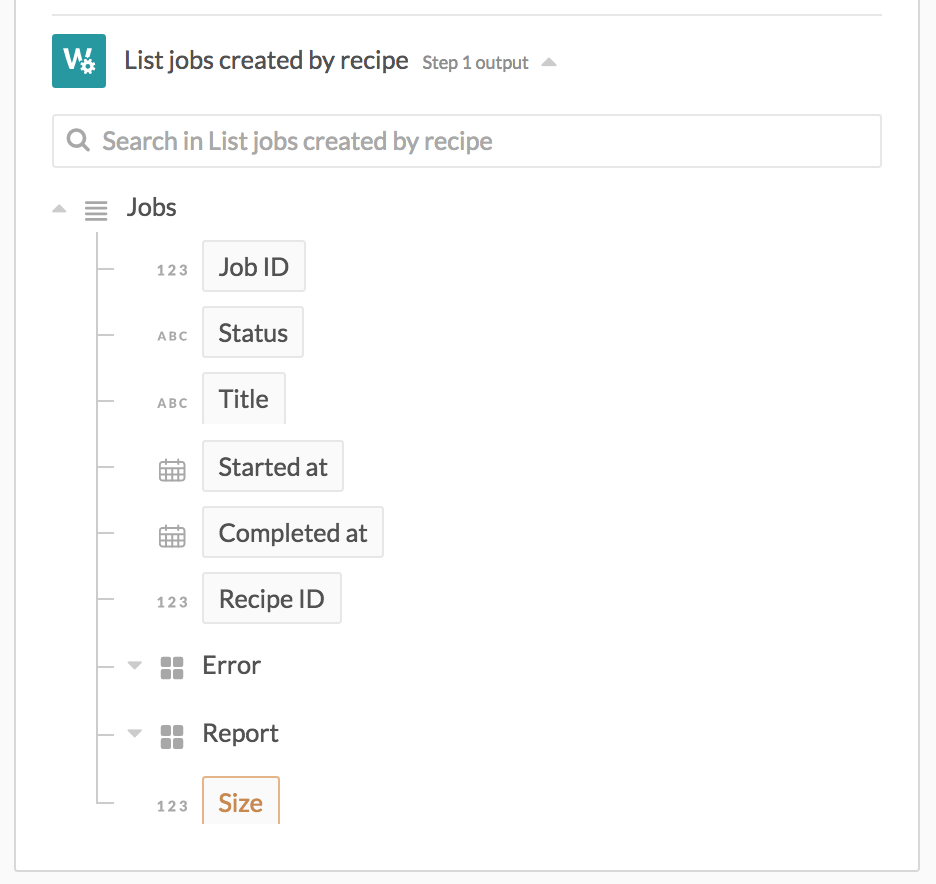 W
List jobs created by recipe Step 1 output
Search in List jobs created by recipe
Jobs
123 Job ID
ABC Status
ABC Title
Started at
Completed at
123 Recipe ID
Error
Report
123 Size